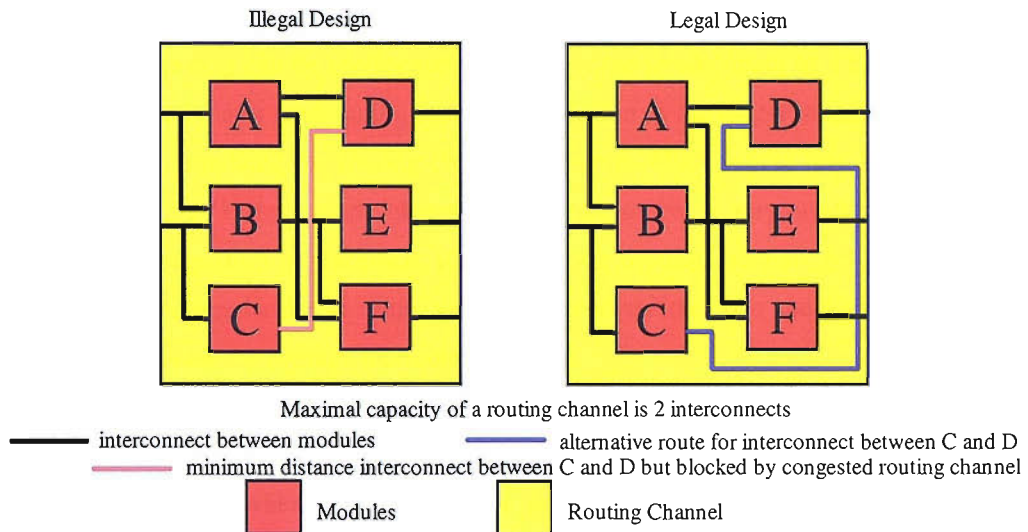 Illegal Design
Legal Design
A D
B E
C F
A D
B E
C F
Maximal capacity of a routing channel is 2 interconnects
interconnect between modules
alternative route for interconnect between C and D
minimum distance interconnect between C and D but blocked by congested routing channel
Modules
Routing Channel